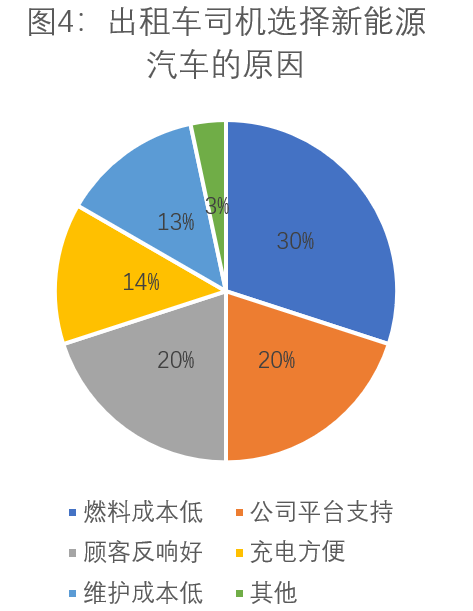 图4：出租车司机选择新能源
汽车的原因
3%
13%
30%
14%
20%
20%
燃料成本低 公司平台支持
顾客反响好 充电方便
维护成本低 其他